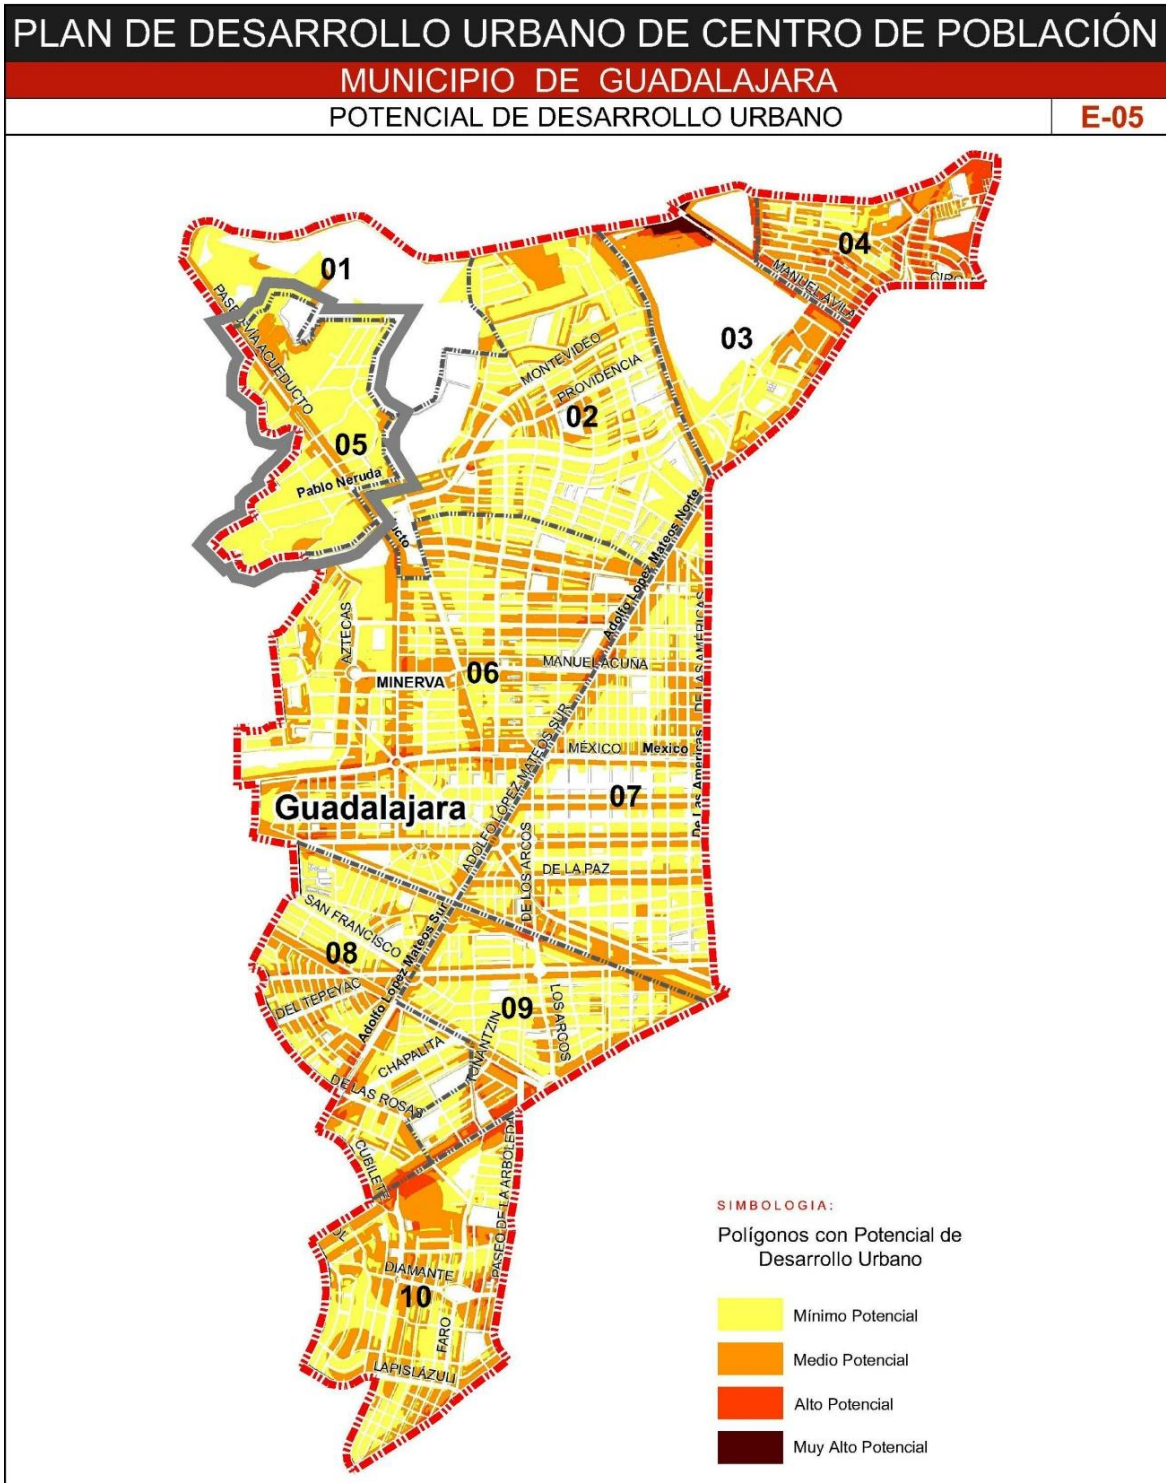 PLAN DE DESARROLLO URBANO DE CENTRO DE POBLACIÓN
MUNICIPIO DE GUADALAJARA
POTENCIAL DE DESARROLLO URBANO
E-05
01
04
MANUEL ÁVILA
PASEO VÍA ACUEDUCTO
03
MONTEVIDEO
PROVIDENCIA
02
05
Pablo Neruda
Adolfo Lopez Mateos Norte
AZTECAS
DE LAS AMÉRICAS
MANUEL ACUÑA
MINERVA
06
ADOLFO LÓPEZ MATEOS SUR
MÉXICO
Mexico
De Las Americas
Guadalajara
07
DE LOS ARCOS
DE LA PAZ
SAN FRANCISCO
08
Adolfo Lopez Mateos Sur
DEL TEPEYAC
09
LOS ARCOS
TONANTZIN
CHAPALITA
DE LAS ROSAS
CUBILETE
PASEO DE LA ARBOLEDA
DIAMANTE
10
FARO
LAPISLÁZULI
SIMBOLOGIA:
Polígonos con Potencial de
Desarrollo Urbano
Mínimo Potencial
Medio Potencial
Alto Potencial
Muy Alto Potencial